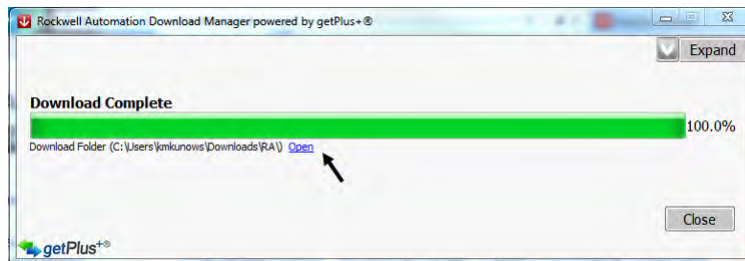 Rockwell Automation Download Manager powered by getPlus+®
Expand
Download Complete
100.0%
Download Folder (C:\Users\kmkunows\Downloads\RA\) Open
Close
getPlus+®